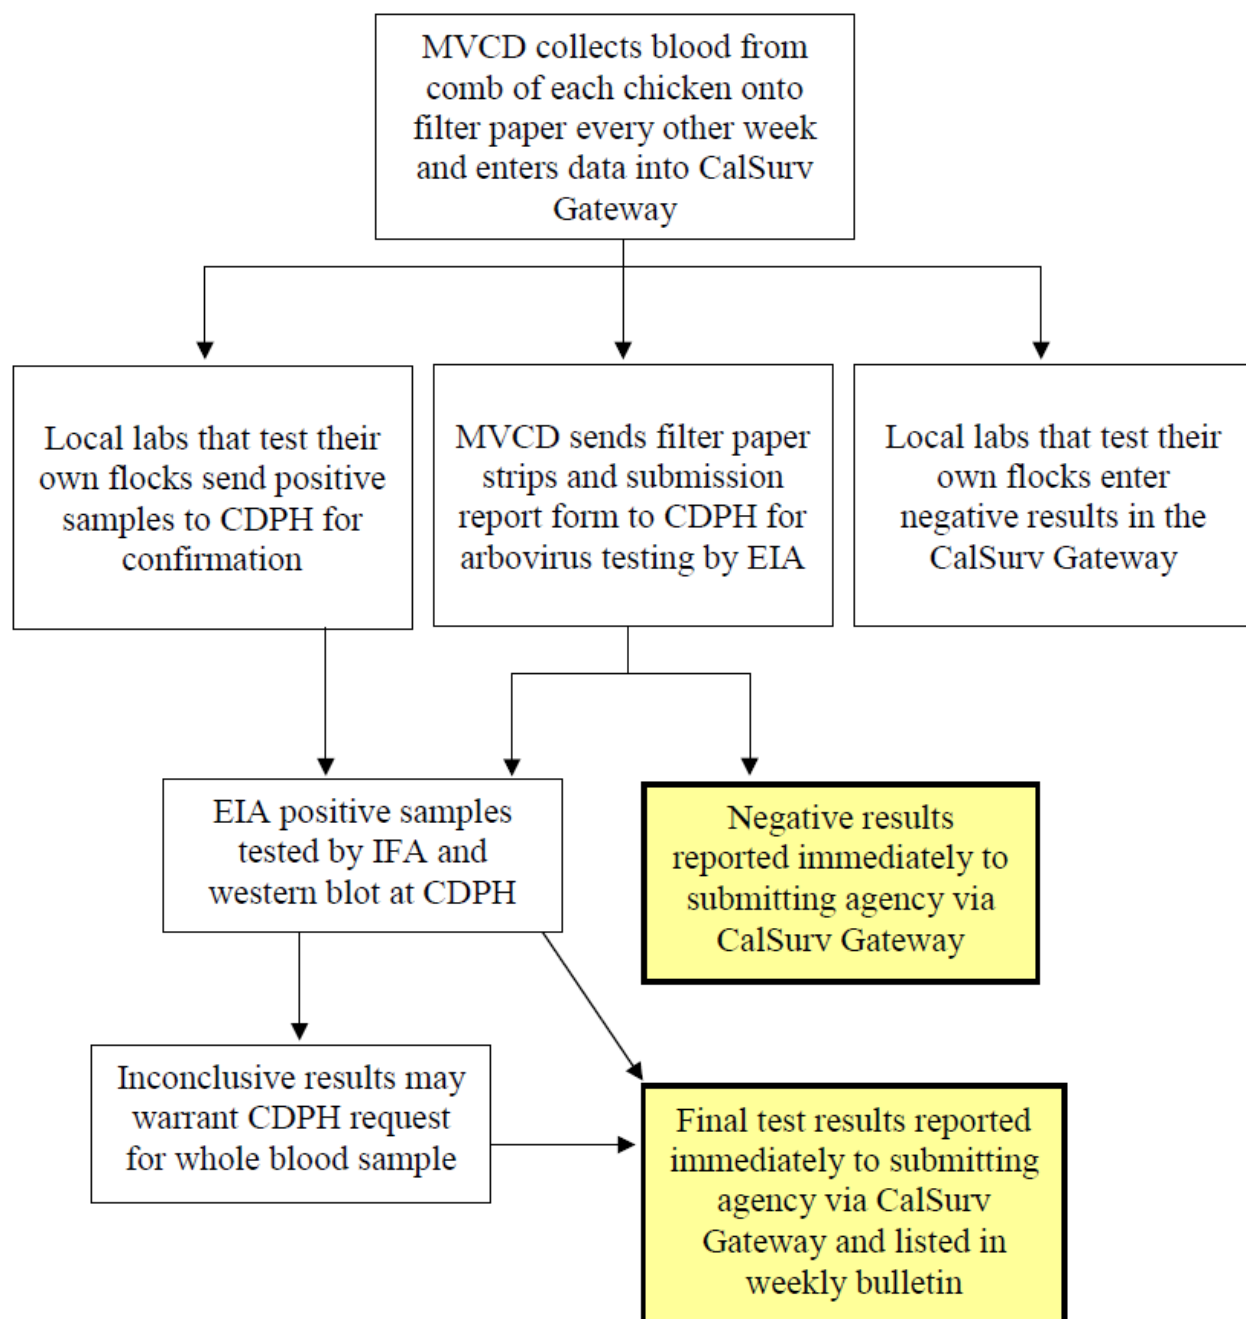 MVCD collects blood from
comb of each chicken onto
filter paper every other week
and enters data into CalSurv
Gateway
Local labs that test their
own flocks send positive
samples to CDPH for
confirmation
MVCD sends filter paper
strips and submission
report form to CDPH for
arbovirus testing by EIA
Local labs that test their
own flocks enter
negative results in the
CalSurv Gateway
EIA positive samples
tested by IFA and
western blot at CDPH
Negative results
reported immediately to
submitting agency via
CalSurv Gateway
Inconclusive results may
warrant CDPH request
for whole blood sample
Final test results reported
immediately to submitting
agency via CalSurv
Gateway and listed in
weekly bulletin